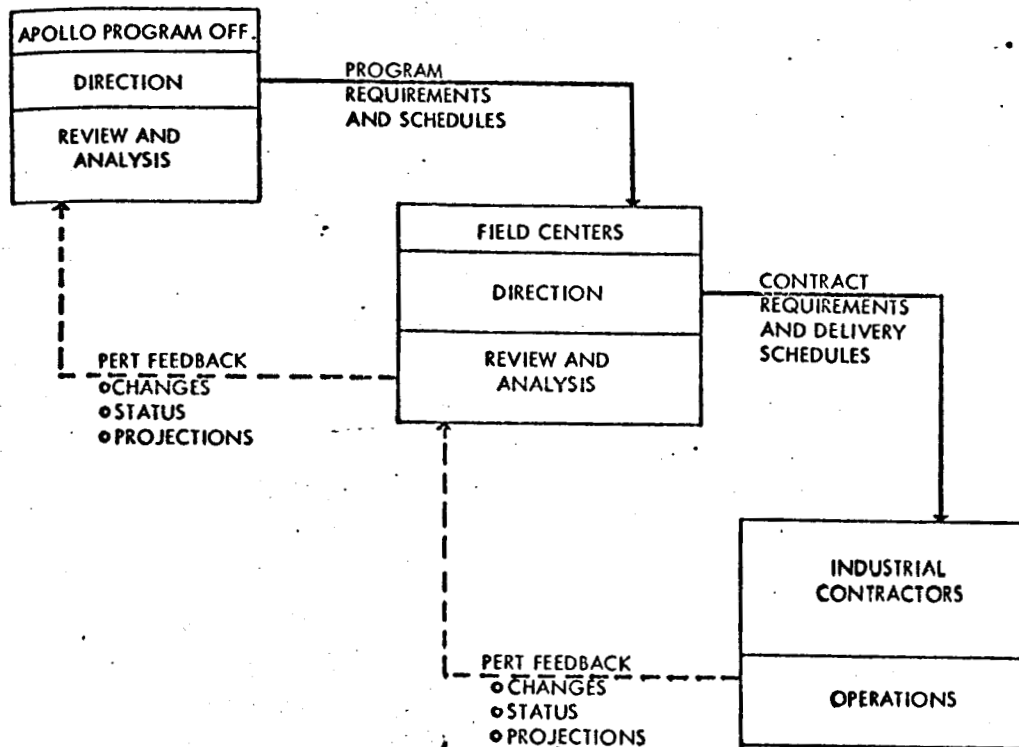 APOLLO PROGRAM OFF.
DIRECTION
REVIEW AND
ANALYSIS
PROGRAM
REQUIREMENTS
AND SCHEDULES
FIELD CENTERS
DIRECTION
REVIEW AND
ANALYSIS
CONTRACT
REQUIREMENTS
AND DELIVERY
SCHEDULES
PERT FEEDBACK
o CHANGES
o STATUS
o PROJECTIONS
INDUSTRIAL
CONTRACTORS
OPERATIONS
PERT FEEDBACK
o CHANGES
o STATUS
o PROJECTIONS